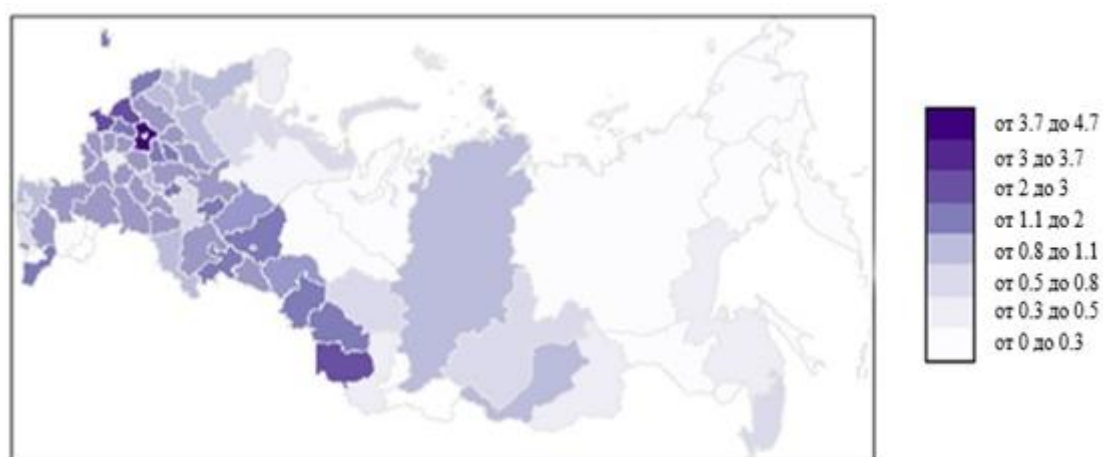 от 3.7 до 4.7
от 3 до 3.7
от 2 до 3
от 1.1 до 2
от 0.8 до 1.1
от 0.5 до 0.8
от 0.3 до 0.5
от 0 до 0.3